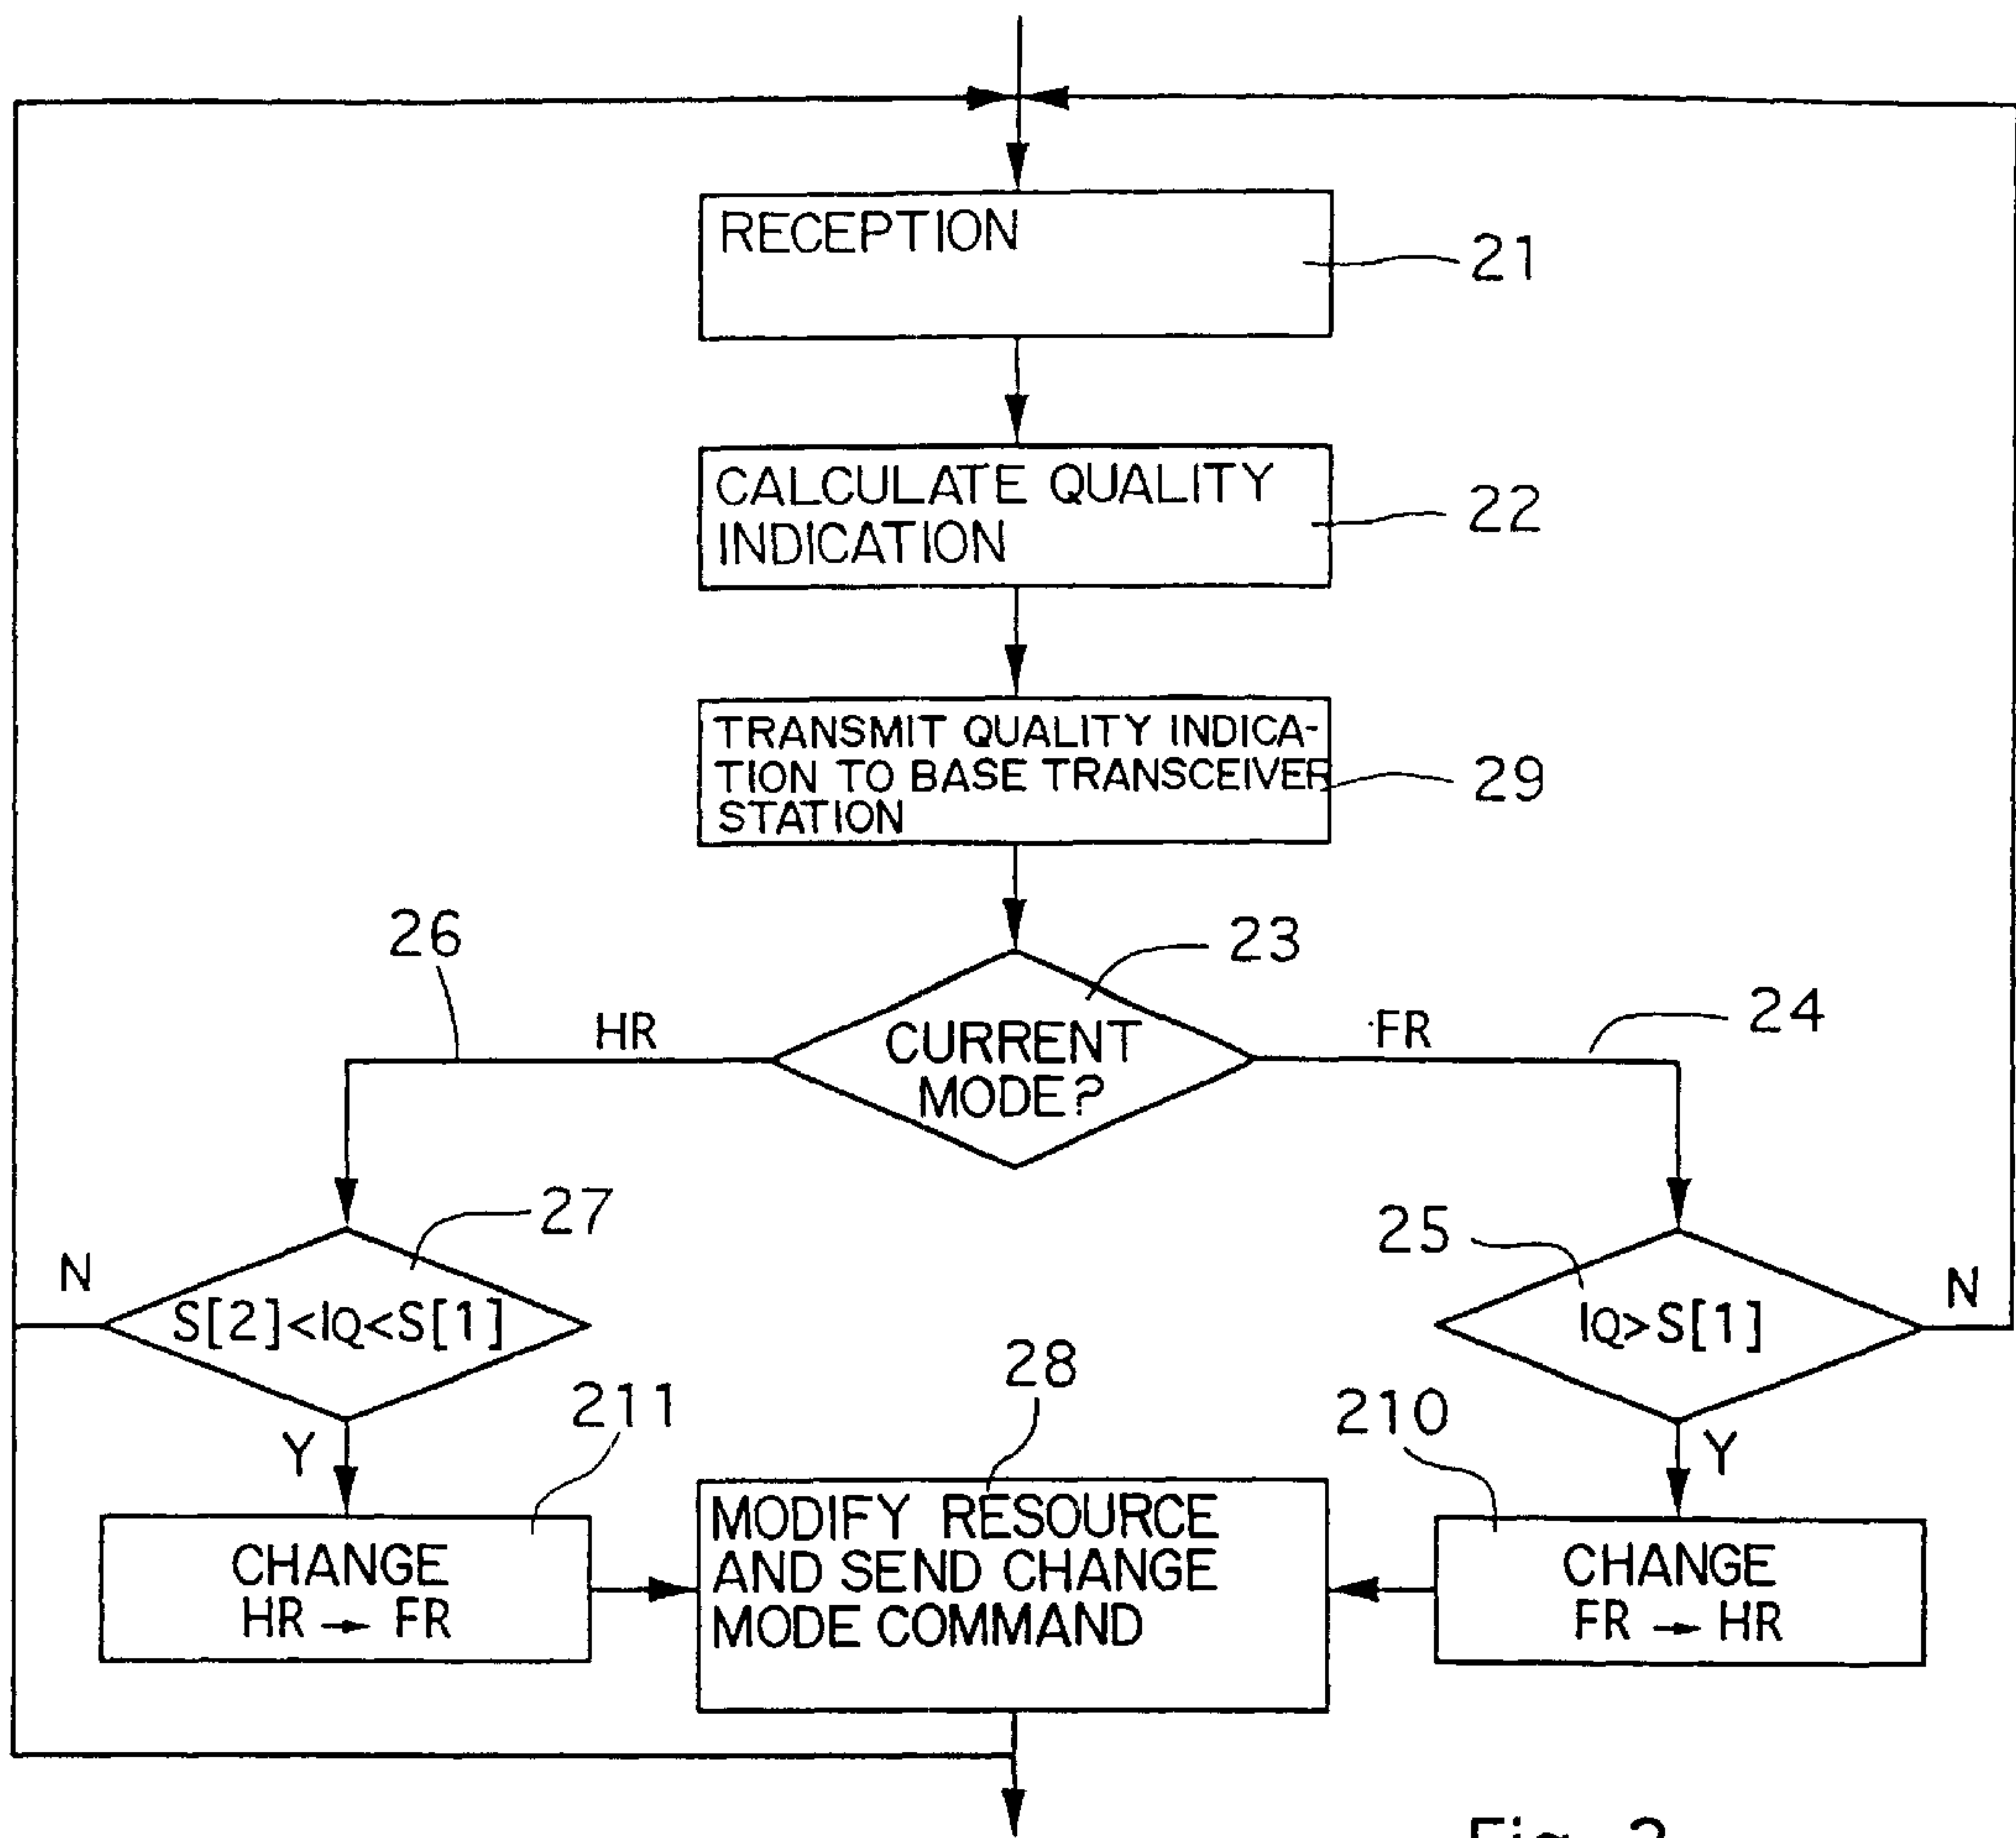 RECEPTION
21
CALCULATE QUALITY
INDICATION
22
TRANSMIT QUALITY INDICA-
TION TO BASE TRANSCEIVER
STATION
29
26
23
HR
CURRENT
MODE?
FR
24
27
25
N
S[2]<IQ<S[1]
IQ>S[1]
N
28
211
210
Y
Y
CHANGE
HR → FR
MODIFY RESOURCE
AND SEND CHANGE
MODE COMMAND
CHANGE
FR → HR